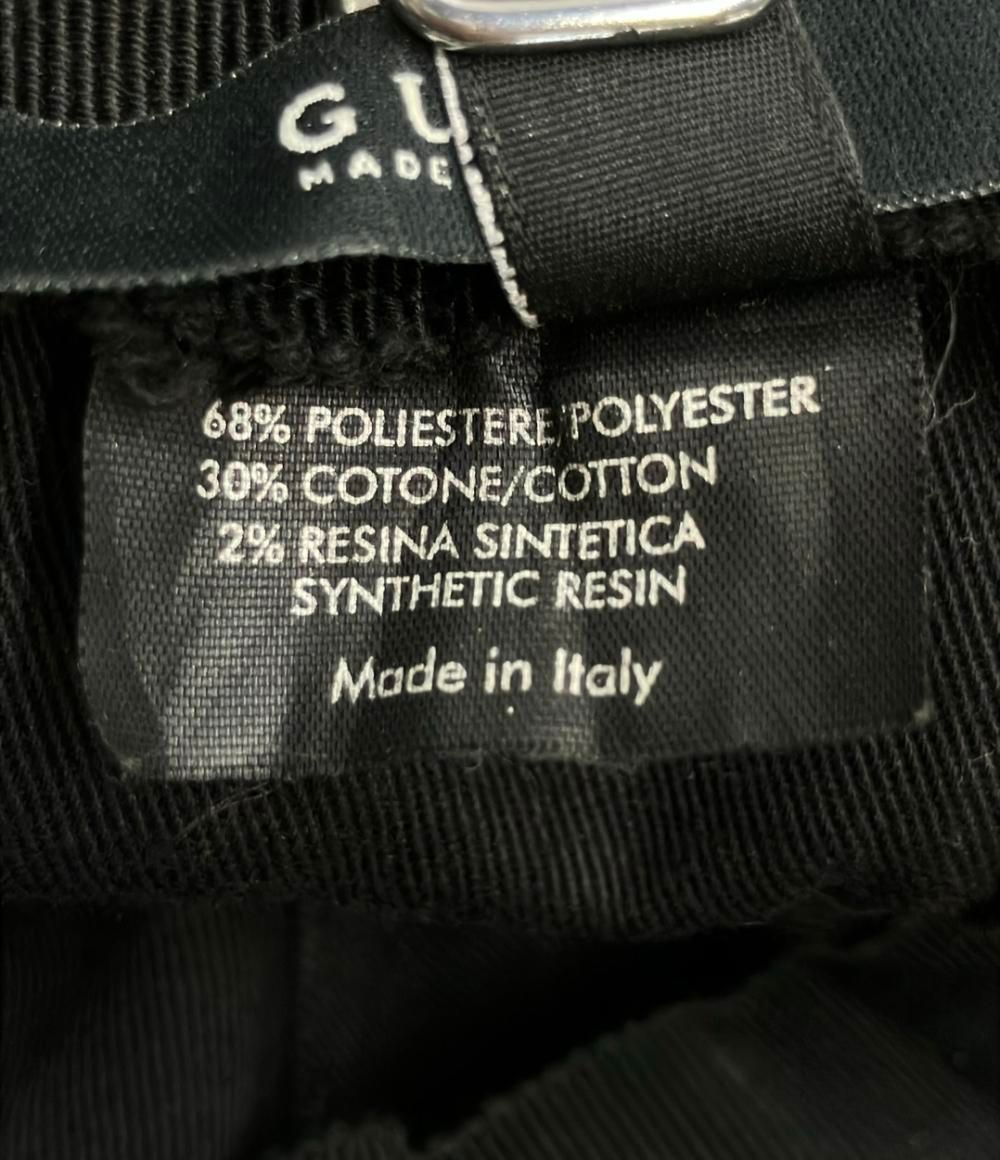 G U
MADE
68% POLIESTERE/POLYESTER
30% COTONE/COTTON
2% RESINA SINTETICA
SYNTHETIC RESIN
Made in Italy